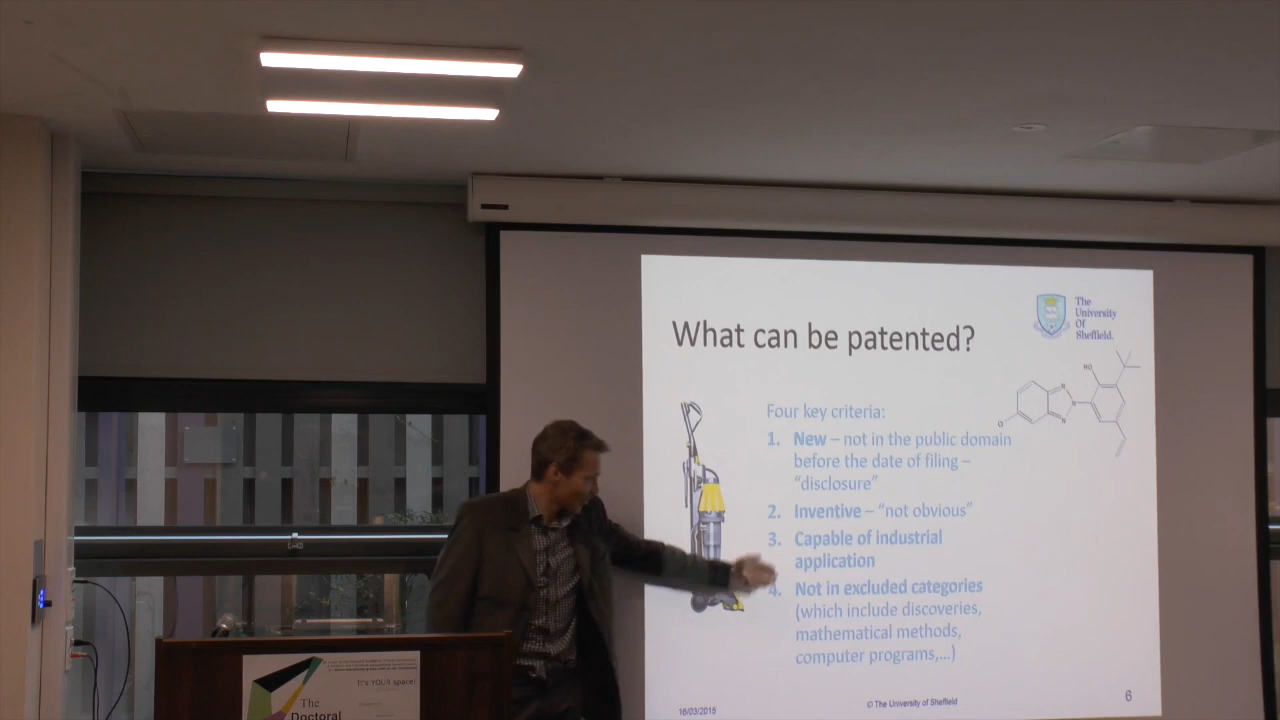 What can be patented?
The
University
Of
Sheffield.
HO
N
N
N
Cl
Four key criteria:
1. New – not in the public domain
before the date of filing –
“disclosure”
2. Inventive – “not obvious”
3. Capable of industrial
application
4. Not in excluded categories
(which include discoveries,
mathematical methods,
computer programs,...)
16/03/2015
© The University of Sheffield
6
It's YOUR space!
The
Doctoral